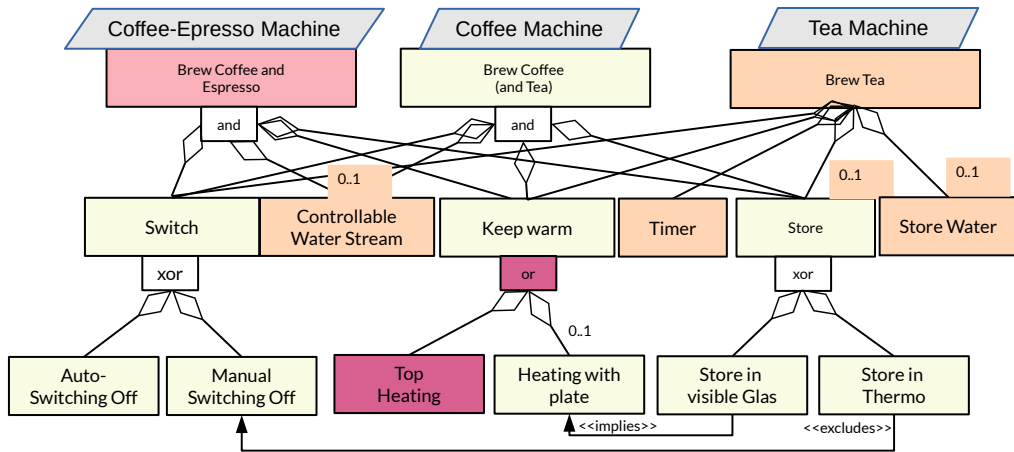 Coffee-Epresso Machine
Coffee Machine
Tea Machine
Brew Coffee and
Espresso
Brew Coffee
(and Tea)
Brew Tea
and
and
0..1
0..1
0..1
Switch
Controllable
Water Stream
Keep warm
Timer
Store
Store Water
xor
or
xor
0..1
Auto-
Switching Off
Manual
Switching Off
Top
Heating
Heating with
plate
Store in
visible Glas
Store in
Thermo
<<implies>>
<<excludes>>